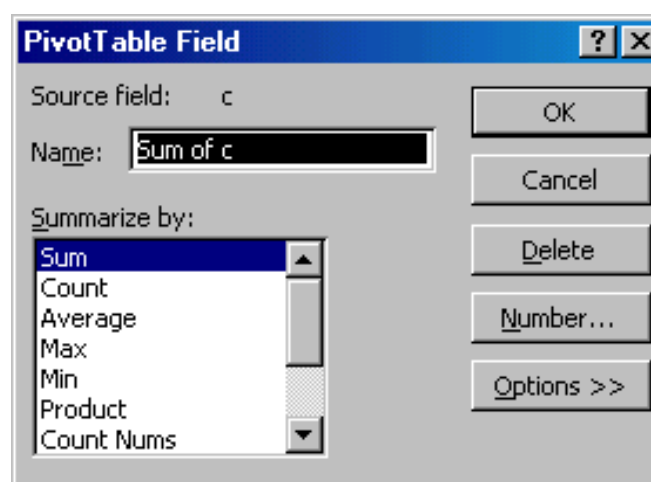 PivotTable Field
Source field: c
Name: Sum of c
Summarize by:
Sum
Count
Average
Max
Min
Product
Count Nums
OK
Cancel
Delete
Number...
Options >>